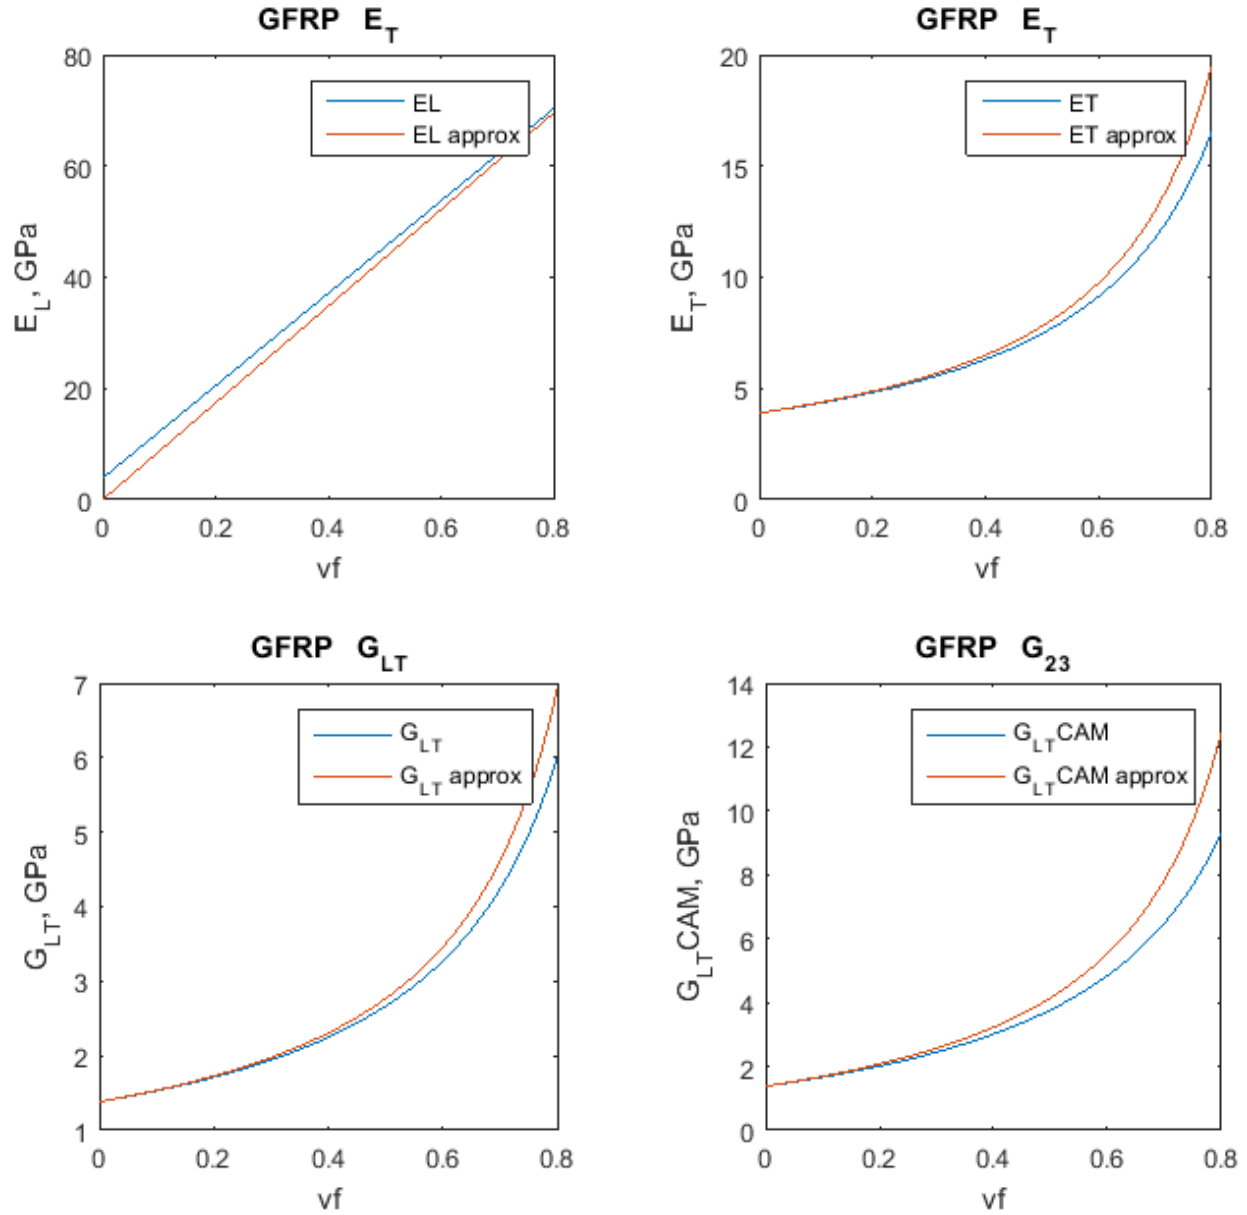 GFRP E_T
80
60
40
20
0
E_L, GPa
EL
EL approx
0 0.2 0.4 0.6 0.8
vf
GFRP E_T
20
15
10
5
0
E_T, GPa
ET
ET approx
0 0.2 0.4 0.6 0.8
vf
GFRP G_LT
7
6
5
4
3
2
1
G_LT, GPa
G_LT
G_LT approx
0 0.2 0.4 0.6 0.8
vf
GFRP G_23
14
12
10
8
6
4
2
0
G_LTCAM, GPa
G_LTCAM
G_LTCAM approx
0 0.2 0.4 0.6 0.8
vf